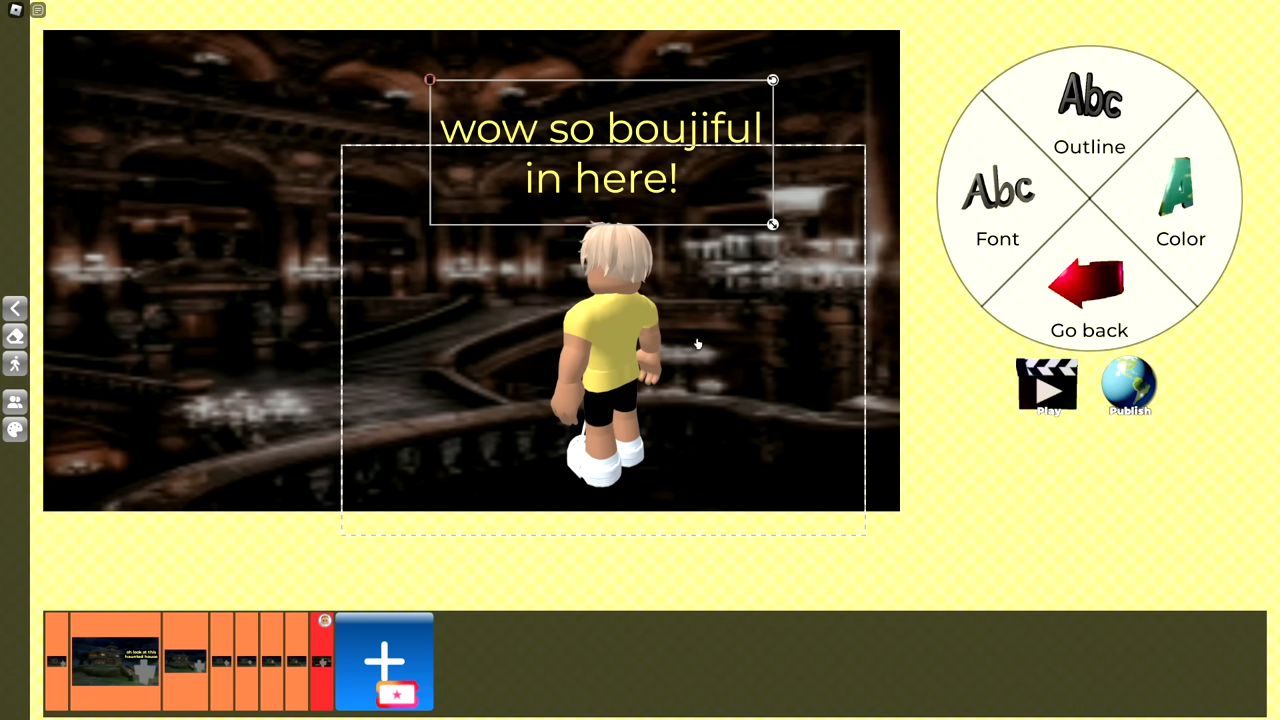 wow so boujiful
in here!
Abc
Outline
Abc
Font
A
Color
Go back
Play
Publish
oh look at this
haunted house